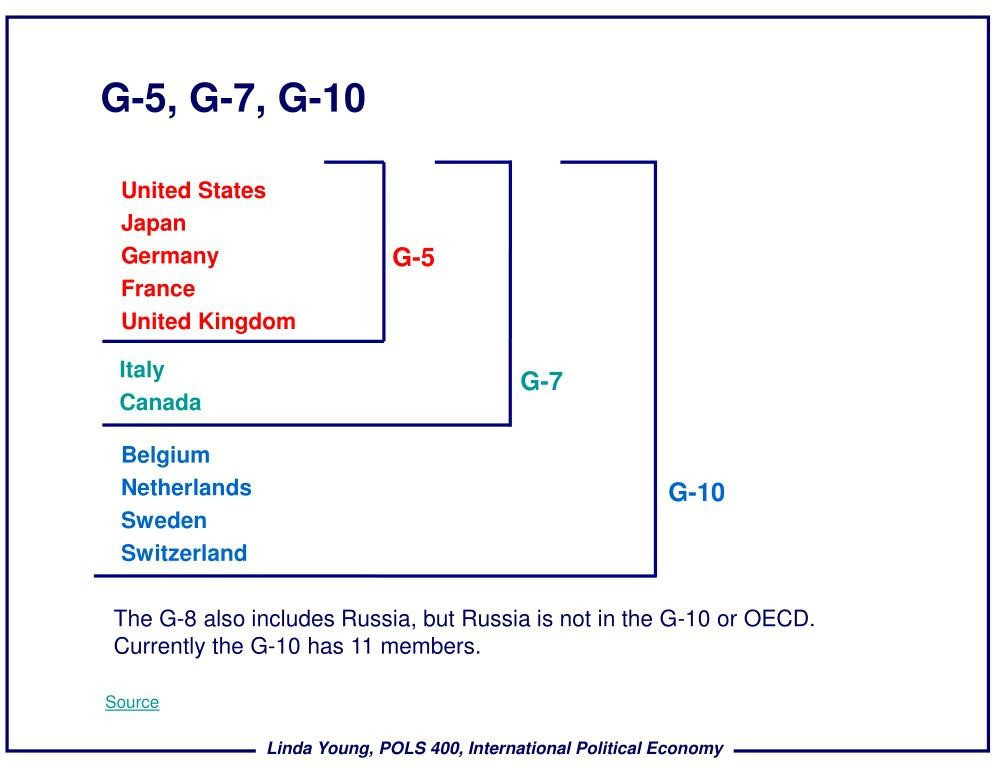 G-5, G-7, G-10
United States
Japan
Germany
G-5
France
United Kingdom
Italy
G-7
Canada
Belgium
Netherlands
G-10
Sweden
Switzerland
The G-8 also includes Russia, but Russia is not in the G-10 or OECD.
Currently the G-10 has 11 members.
Source
Linda Young, POLS 400, International Political Economy